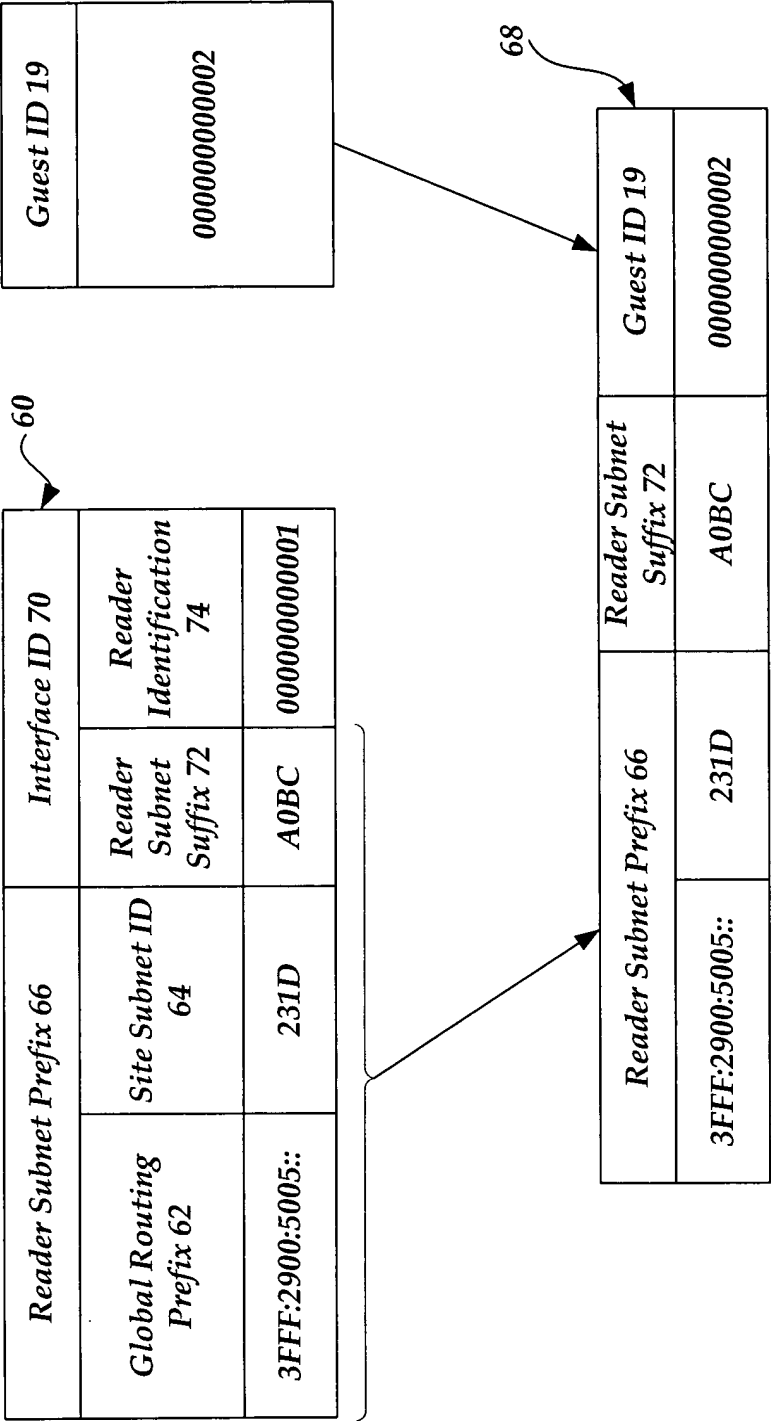 Reader Subnet Prefix 66
Interface ID 70
60
Global Routing
Prefix 62
Site Subnet ID
64
Reader
Subnet
Suffix 72
Reader
Identification
74
3FFF:2900:5005::
231D
A0BC
000000000001
Guest ID 19
000000000002
68
Reader Subnet Prefix 66
Reader Subnet
Suffix 72
Guest ID 19
3FFF:2900:5005::
231D
A0BC
000000000002